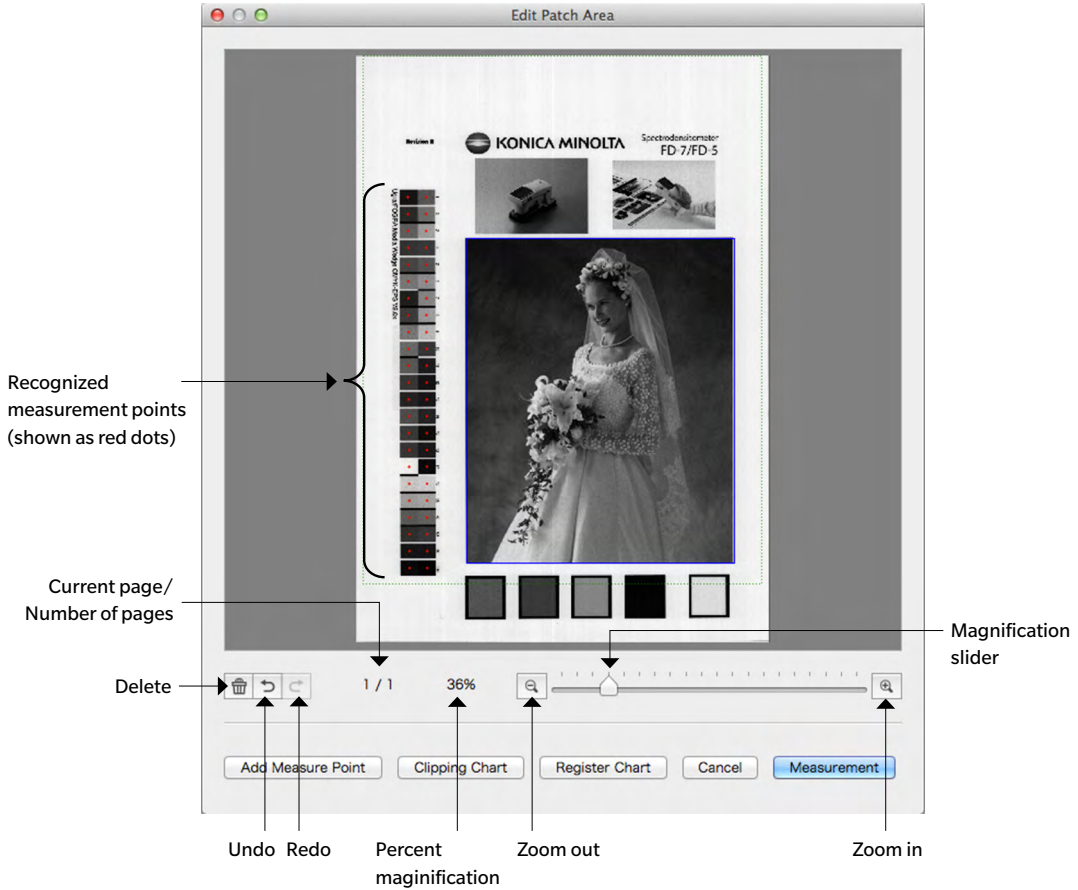 Edit Patch Area
Revision B
KONICA MINOLTA
Spectrodensitometer
FD-7/FD-5
Recognized
measurement points
(shown as red dots)
Current page/
Number of pages
Magnification
slider
Delete
1 / 1
36%
Add Measure Point
Clipping Chart
Register Chart
Cancel
Measurement
Undo
Redo
Percent
maginification
Zoom out
Zoom in